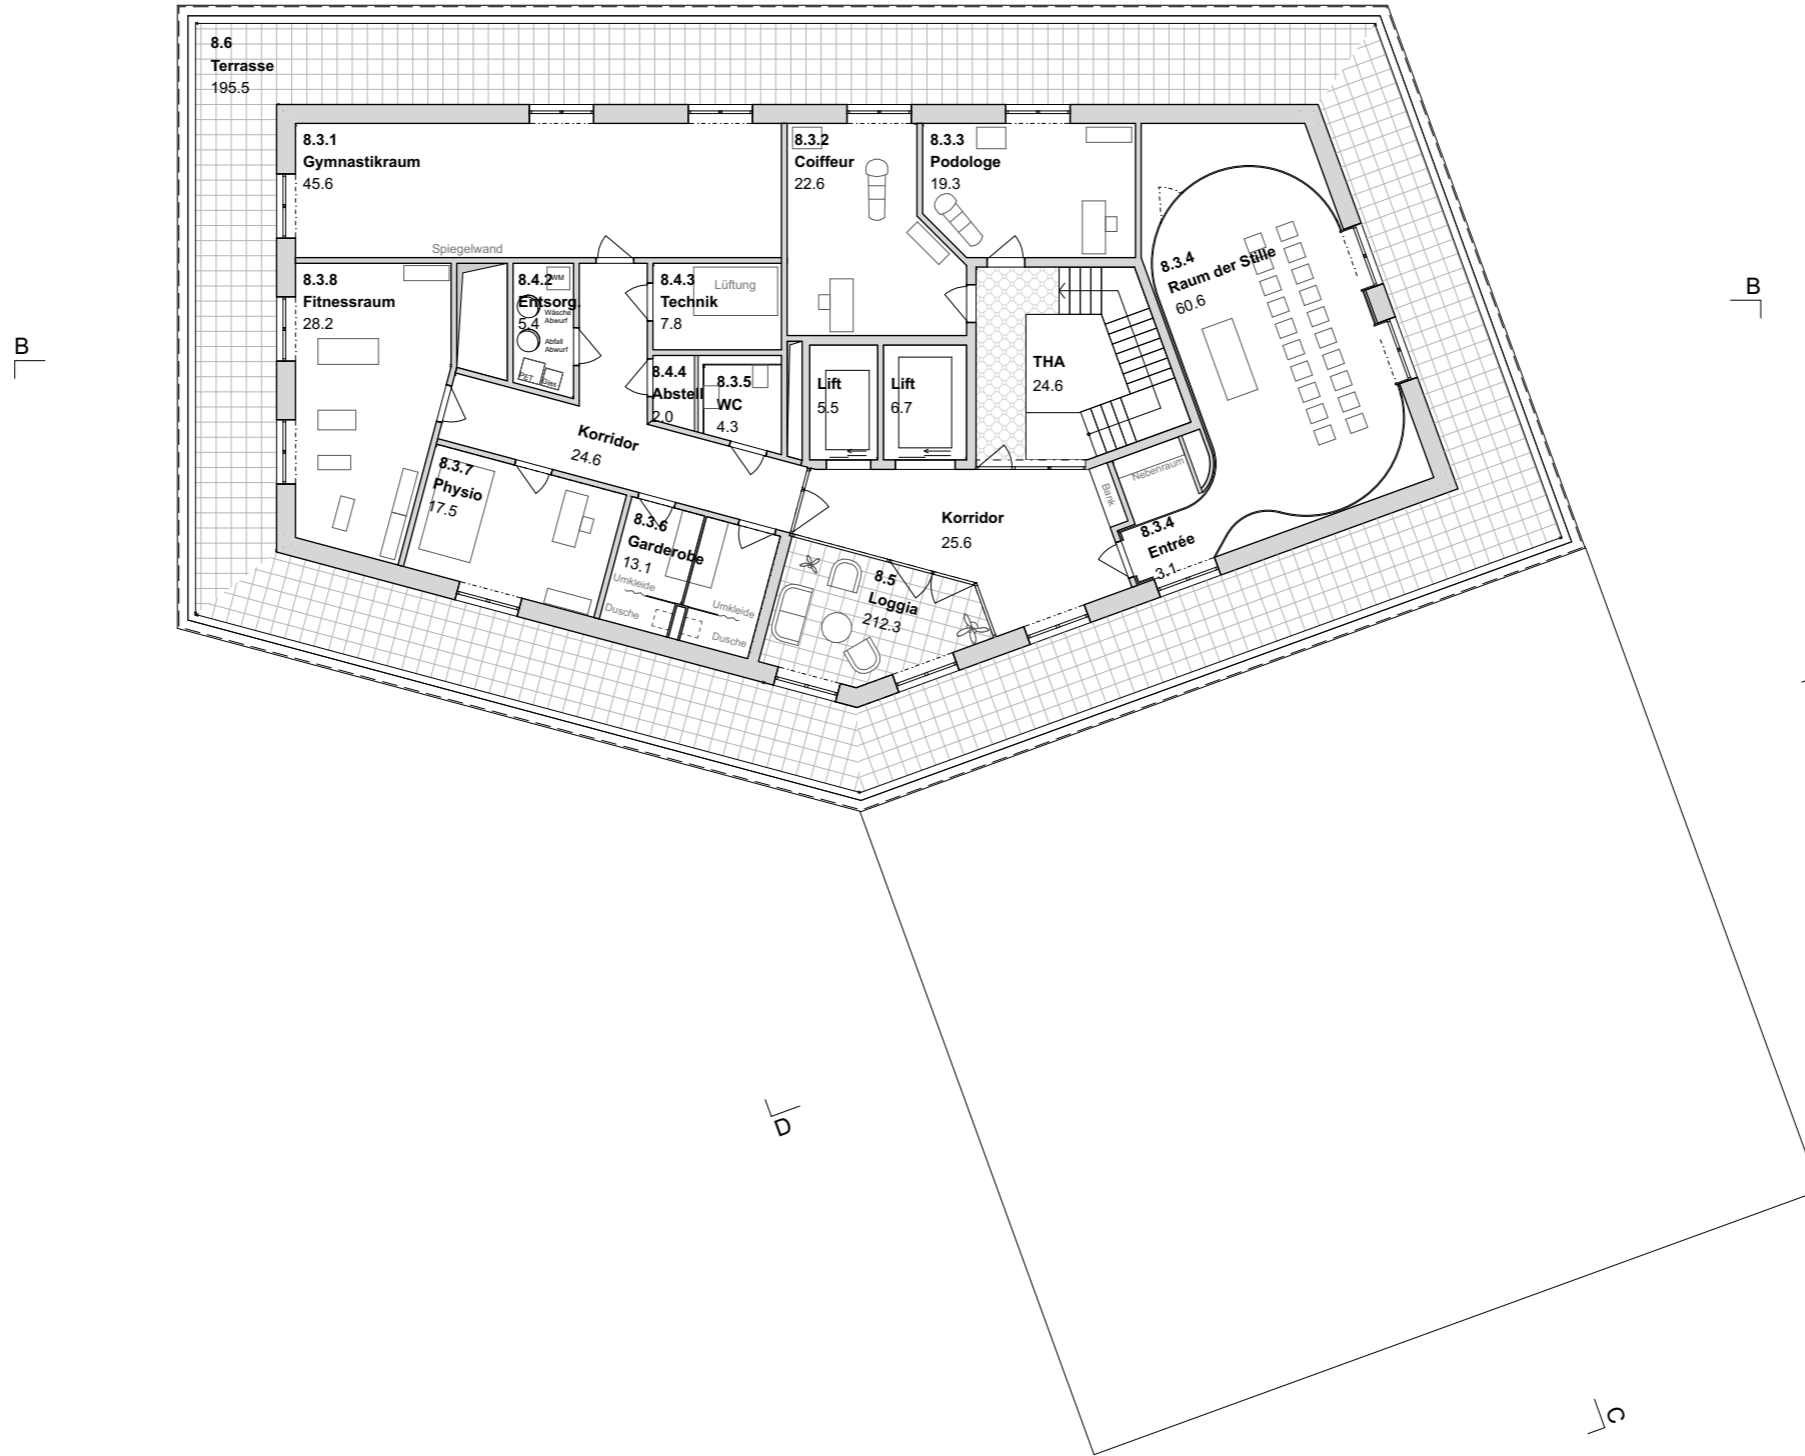 8.6
Terrasse
195.5
8.3.1
Gymnastikraum
45.6
Spiegelwand
8.3.2
Coiffeur
22.6
8.3.3
Podologe
19.3
8.3.4
Raum der Stille
60.6
8.3.8
Fitnessraum
28.2
8.4.2
Entsorg.
5.4
WM
Wäsche
Abwurf
Abfall
Abwurf
PET
Glas
8.4.3
Technik
7.8
Lüftung
8.4.4
Abstell
2.0
8.3.5
WC
4.3
Lift
5.5
Lift
6.7
THA
24.6
B
B
Korridor
24.6
8.3.7
Physio
17.5
8.3.6
Garderobe
13.1
Umkleide
Dusche
Umkleide
Dusche
Korridor
25.6
Bank
Nebenraum
8.3.4
Entrée
3.1
8.5
Loggia
212.3
D
C